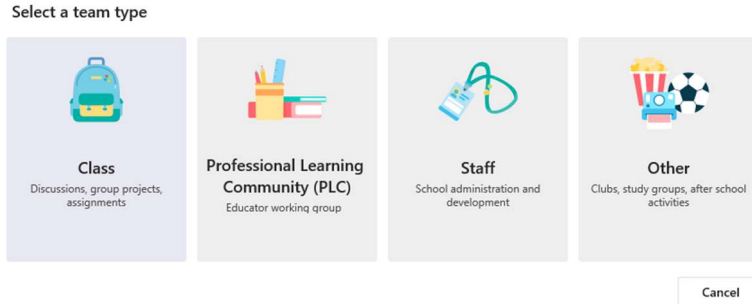 Select a team type
Class
Discussions, group projects,
assignments
Professional Learning
Community (PLC)
Educator working group
Staff
School administration and
development
Other
Clubs, study groups, after school
activities
Cancel